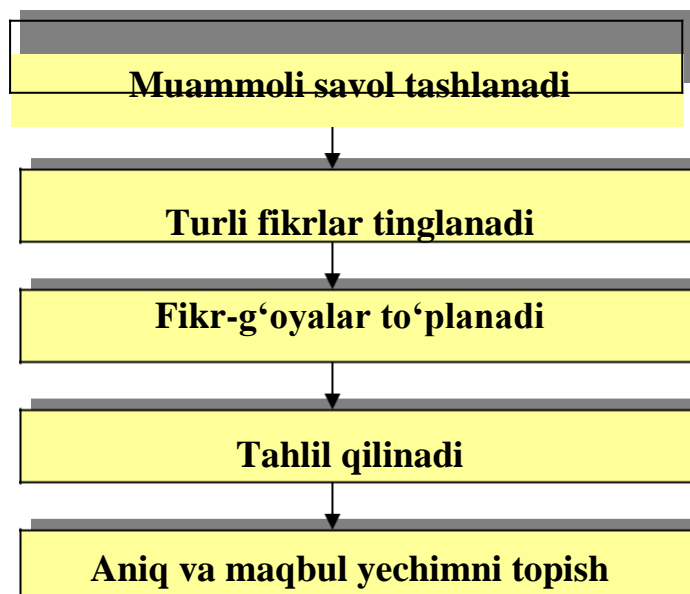 Muammoli savol tashlanadi
Turli fikrlar tinglanadi
Fikr-g‘oyalar to‘planadi
Tahlil qilinadi
Aniq va maqbul yechimni topish